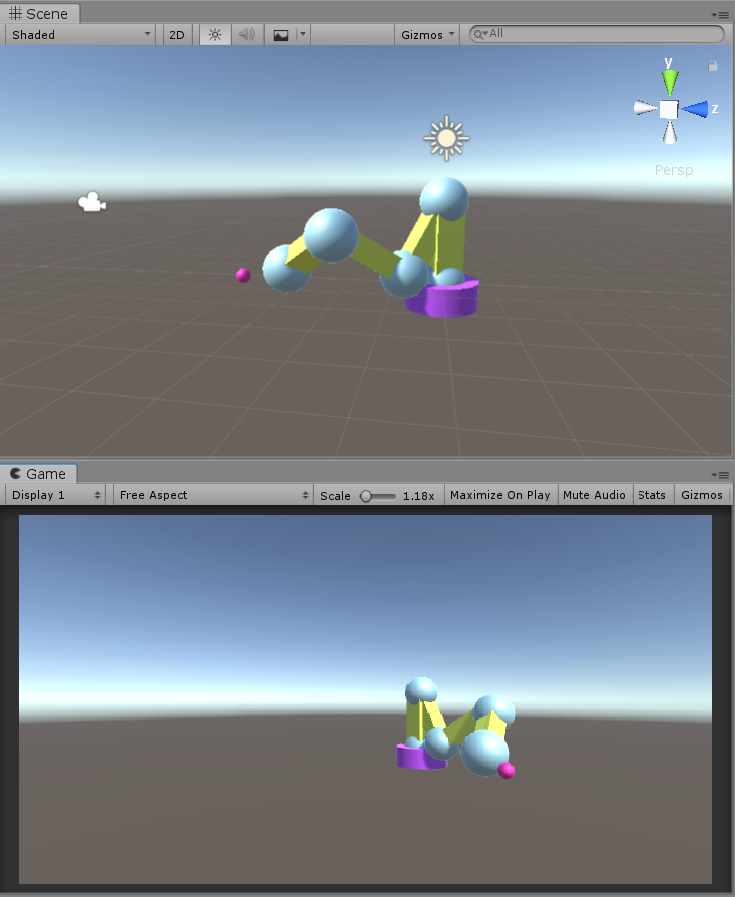 Scene
Shaded 2D Gizmos All
y
z
Persp
Game
Display 1 Free Aspect Scale 1.18x Maximize On Play Mute Audio Stats Gizmos